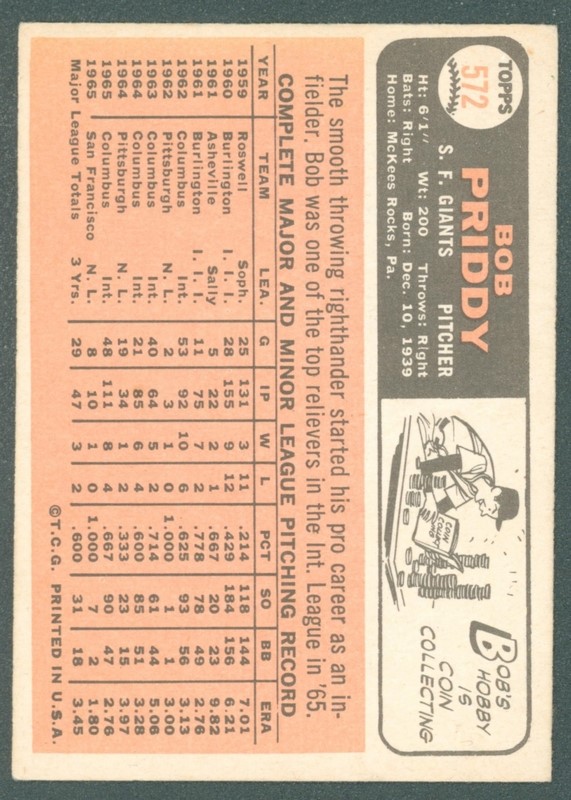 TOPPS
572
BOB
PRIDDY
S. F. GIANTS PITCHER
Ht: 6'1" Wt: 200 Throws: Right
Bats: Right Born: Dec. 10, 1939
Home: McKees Rocks, Pa.
COIN COLLECTING
BOB'S
HOBBY
IS
COIN
COLLECTING
The smooth throwing righthander started his pro career as an in-
fielder. Bob was one of the top relievers in the Int. League in '65.
COMPLETE MAJOR AND MINOR LEAGUE PITCHING RECORD
YEAR TEAM LEA. G IP W L PCT SO BB ERA
1959 Roswell Soph. 25 131 3 11 .214 118 144 7.01
1960 Burlington I. I. I. 28 155 9 12 .429 184 156 6.21
1961 Asheville Sally 5 22 2 1 .667 20 23 9.82
1961 Burlington I. I. I. 11 75 7 2 .778 78 49 2.76
1962 Columbus Int. 53 92 10 6 .625 93 56 3.13
1962 Pittsburgh N. L. 2 3 1 0 1.000 1 1 3.00
1963 Columbus Int. 40 64 5 2 .714 61 44 5.06
1964 Columbus Int. 21 85 6 4 .600 85 51 3.28
1964 Pittsburgh N. L. 19 34 1 2 .333 23 15 3.97
1965 Columbus Int. 48 111 8 4 .667 90 47 2.76
1965 San Francisco N. L. 8 10 1 0 1.000 7 2 1.80
Major League Totals 3 Yrs. 29 47 3 2 .600 31 18 3.45
©T.C.G. PRINTED IN U.S.A.